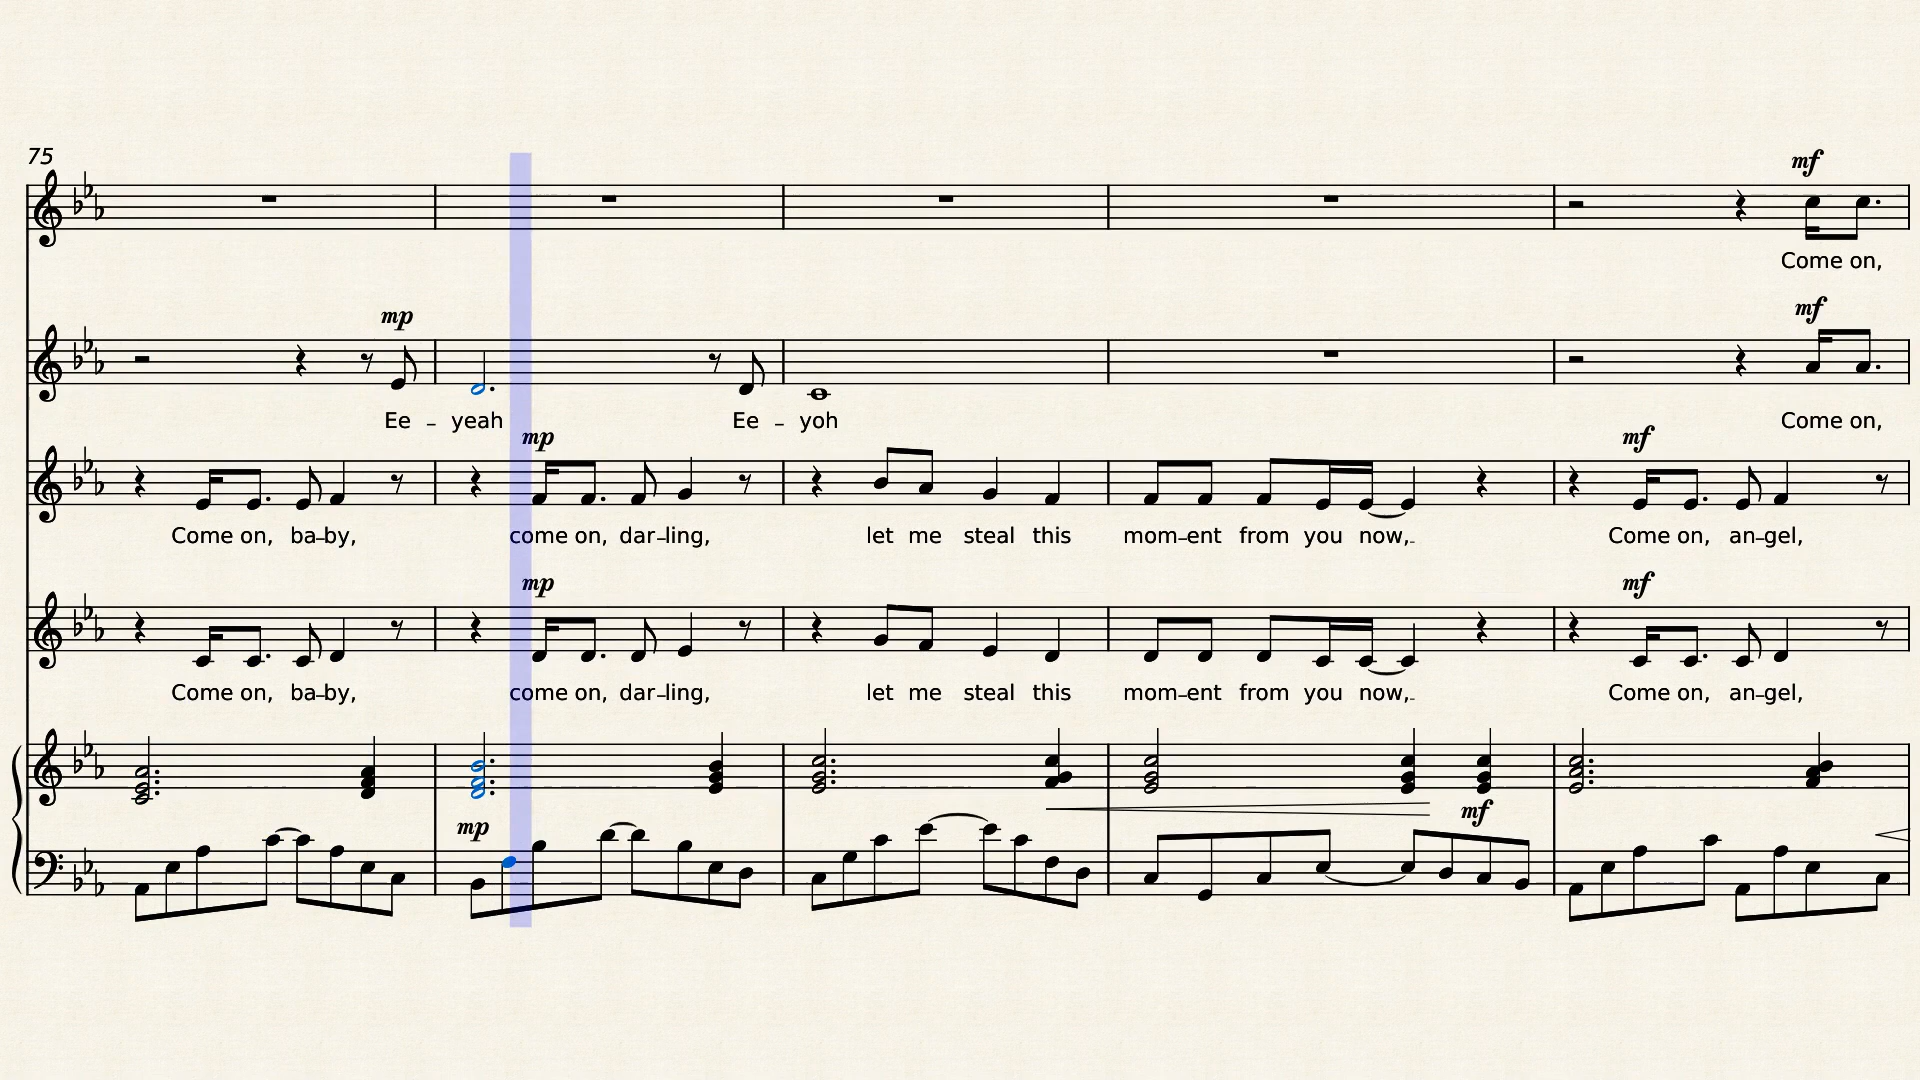 75
mf
Come on,
mp
mf
Ee - yeah Ee - yoh Come on,
mp
mf
Come on, ba-by, come on, dar-ling, let me steal this mom-ent from you now, Come on, an-gel,
mp
mf
Come on, ba-by, come on, dar-ling, let me steal this mom-ent from you now, Come on, an-gel,
mp
mf